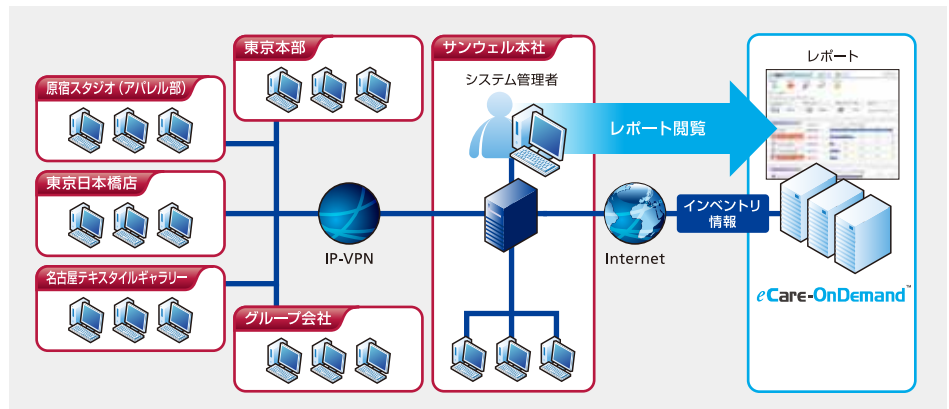 東京本部
サンウェル本社
レポート
原宿スタジオ（アパレル部）
システム管理者
レポート閲覧
東京日本橋店
インベントリ
情報
IP-VPN
Internet
名古屋テキスタイルギャラリー
eCare-OnDemand™
グループ会社